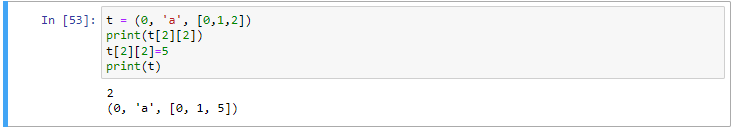 In [53]: t = (0, 'a', [0,1,2])
print(t[2][2])
t[2][2]=5
print(t)
2
(0, 'a', [0, 1, 5])